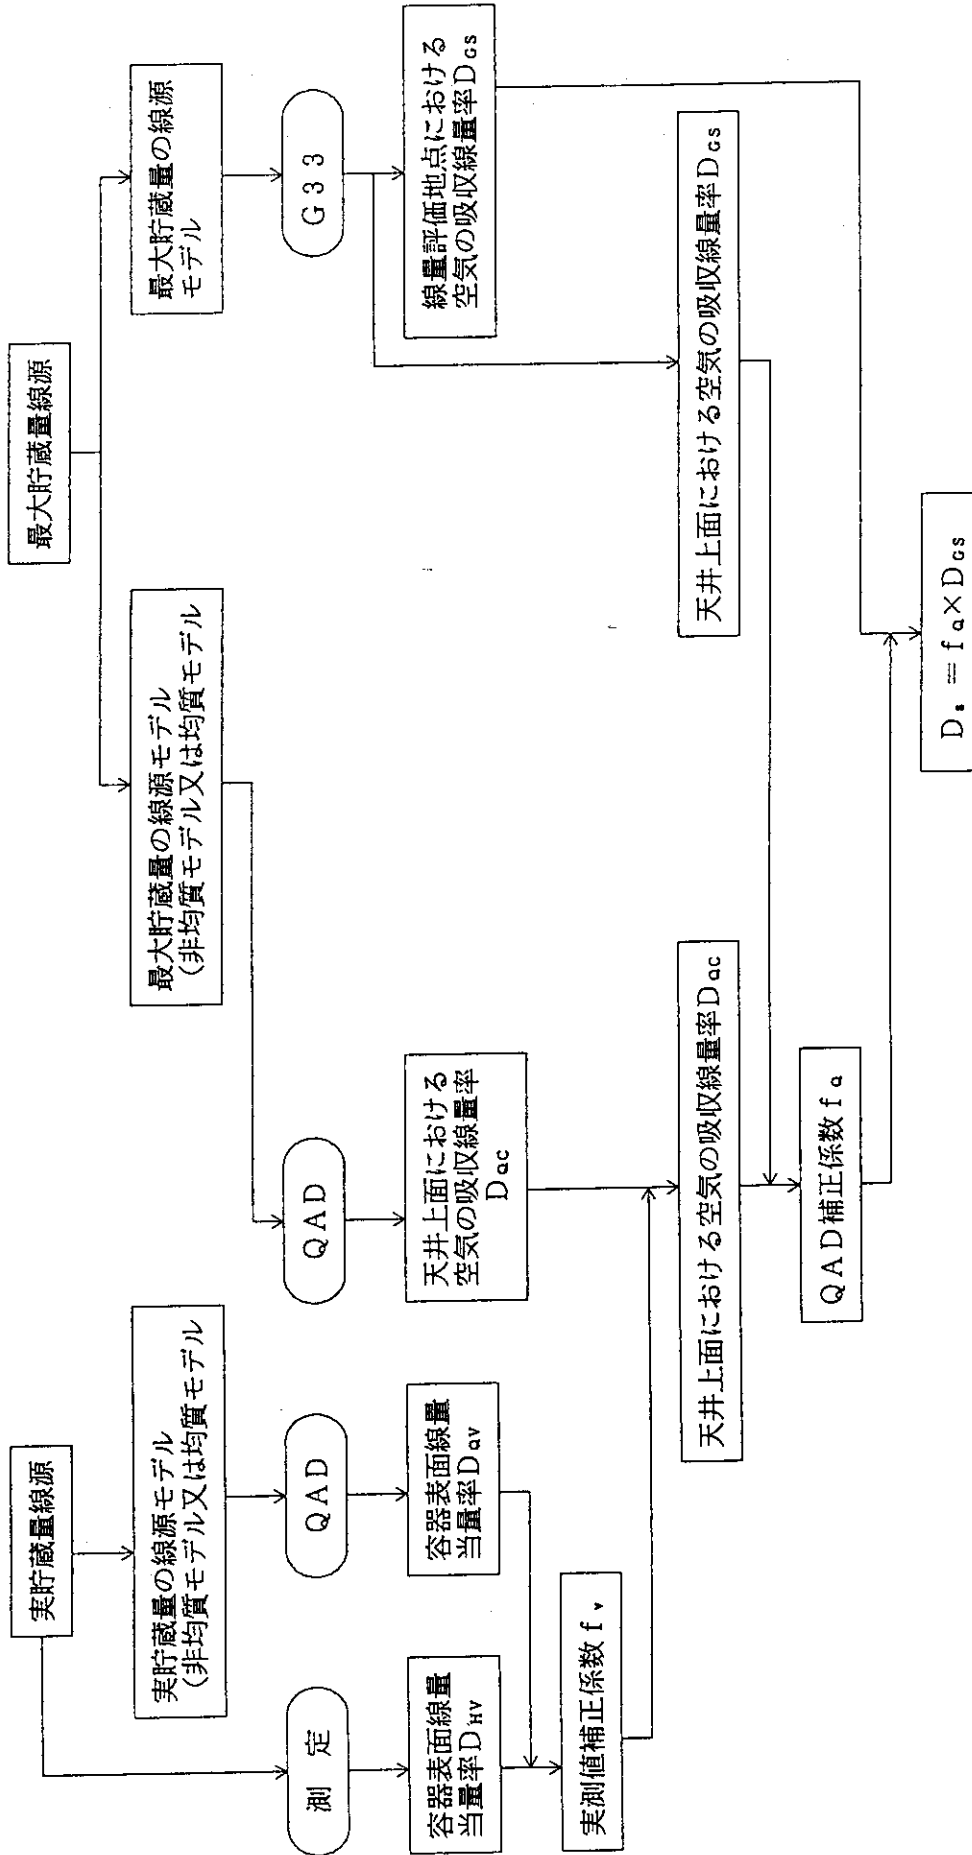 実貯蔵量線源
最大貯蔵量線源
実貯蔵量の線源モデル
(非均質モデル又は均質モデル
最大貯蔵量の線源モデル
(非均質モデル又は均質モデル
最大貯蔵量の線源
モデル
測 定
QAD
QAD
G33
容器表面線量
当量率DHV
容器表面線量
当量率DQV
天井上面における
空気の吸収線量率
DQC
線量評価地点における
空気の吸収線量率DGS
実測値補正係数fv
天井上面における空気の吸収線量率DQC
天井上面における空気の吸収線量率DGS
QAD補正係数fQ
Ds=fQ×DGS